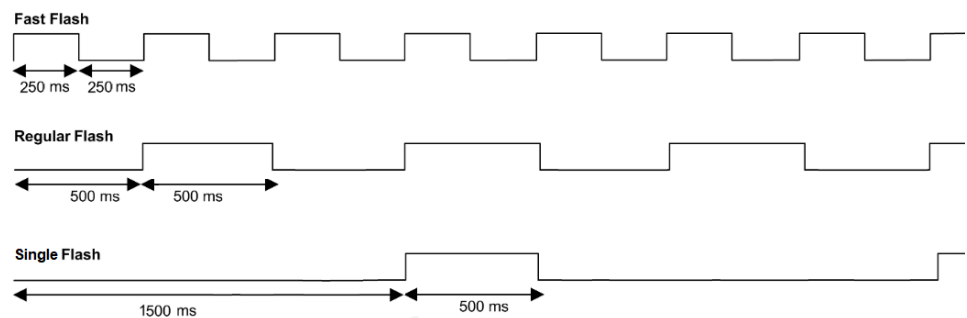 Fast Flash
250 ms 250 ms
Regular Flash
500 ms 500 ms
Single Flash
1500 ms 500 ms